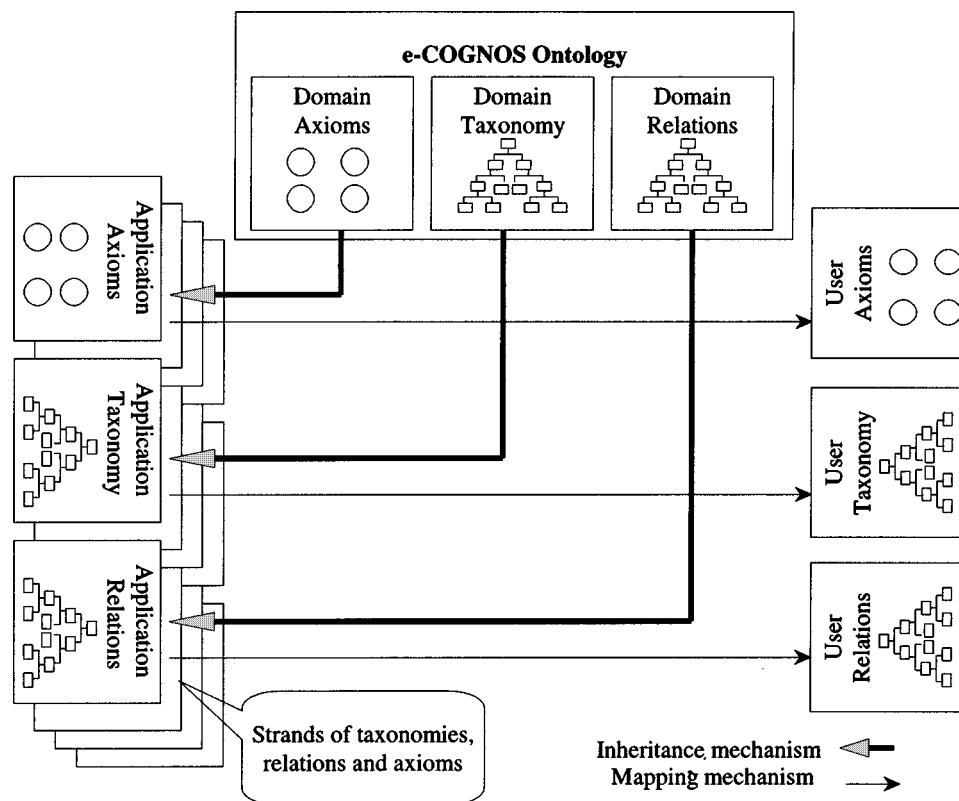 e-COGNOS Ontology
Domain
Axioms
Domain
Taxonomy
Domain
Relations
Application
Axioms
Application
Taxonomy
Application
Relations
User
Axioms
User
Taxonomy
User
Relations
Strands of taxonomies,
relations and axioms
Inheritance mechanism
Mapping mechanism